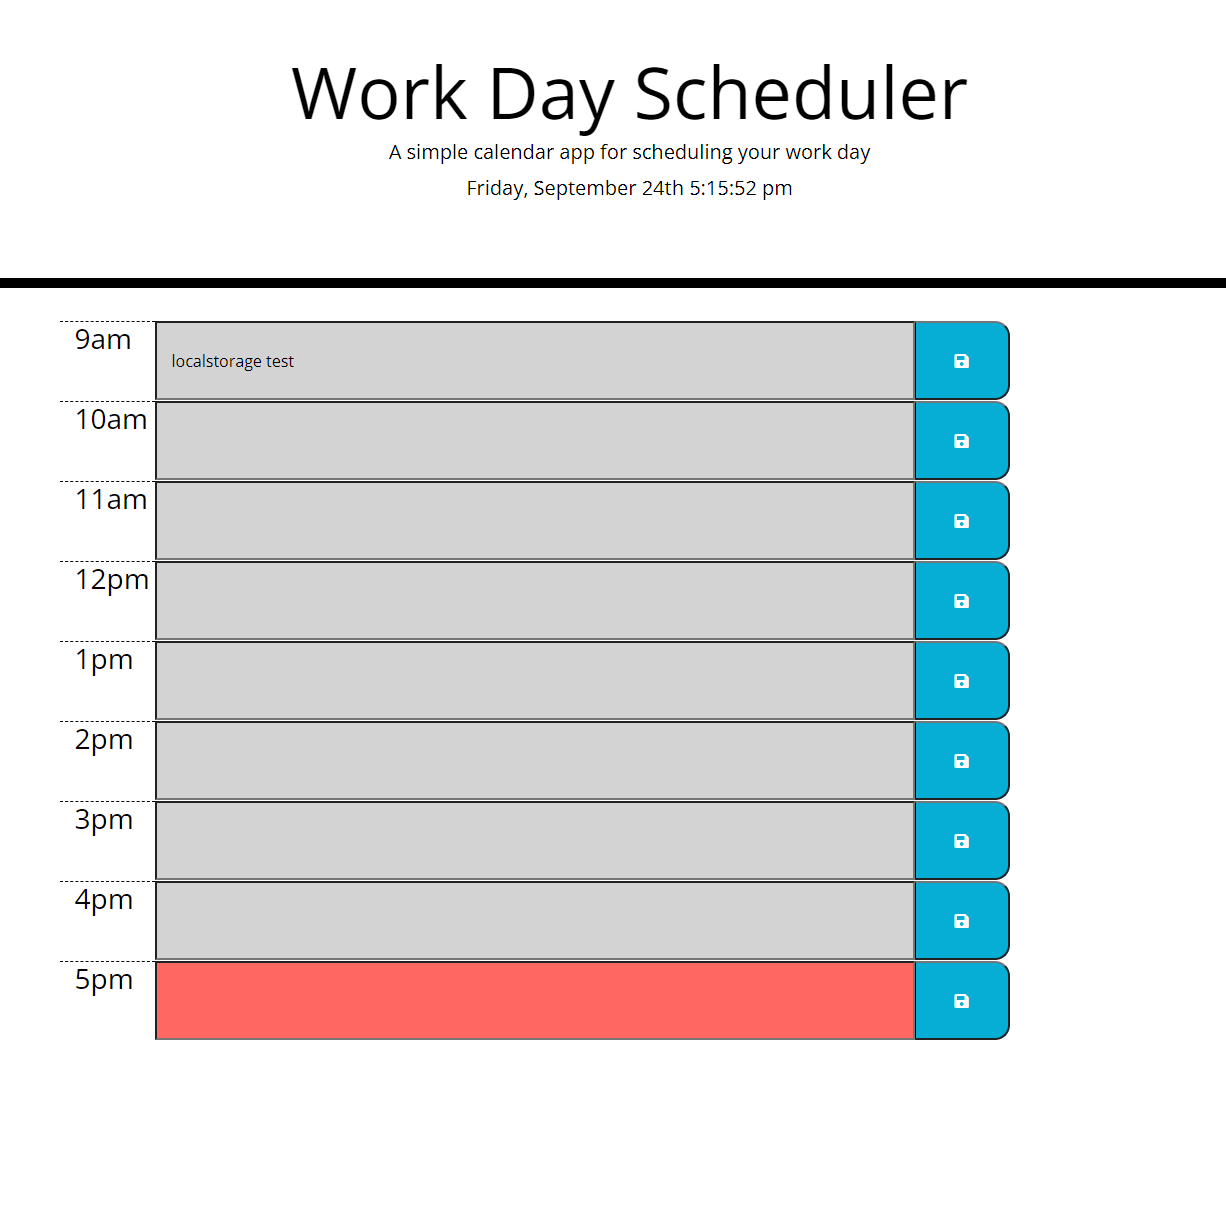 Work Day Scheduler
A simple calendar app for scheduling your work day
Friday, September 24th 5:15:52 pm
9am
localstorage test
10am
11am
12pm
1pm
2pm
3pm
4pm
5pm